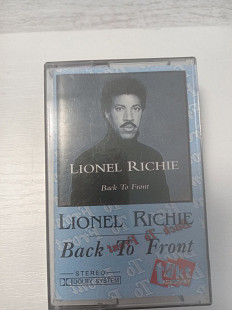 LIONEL RICHIE
Back To Front
LIONEL RICHIE
Back To Front
STEREO
DOLBY SYSTEM